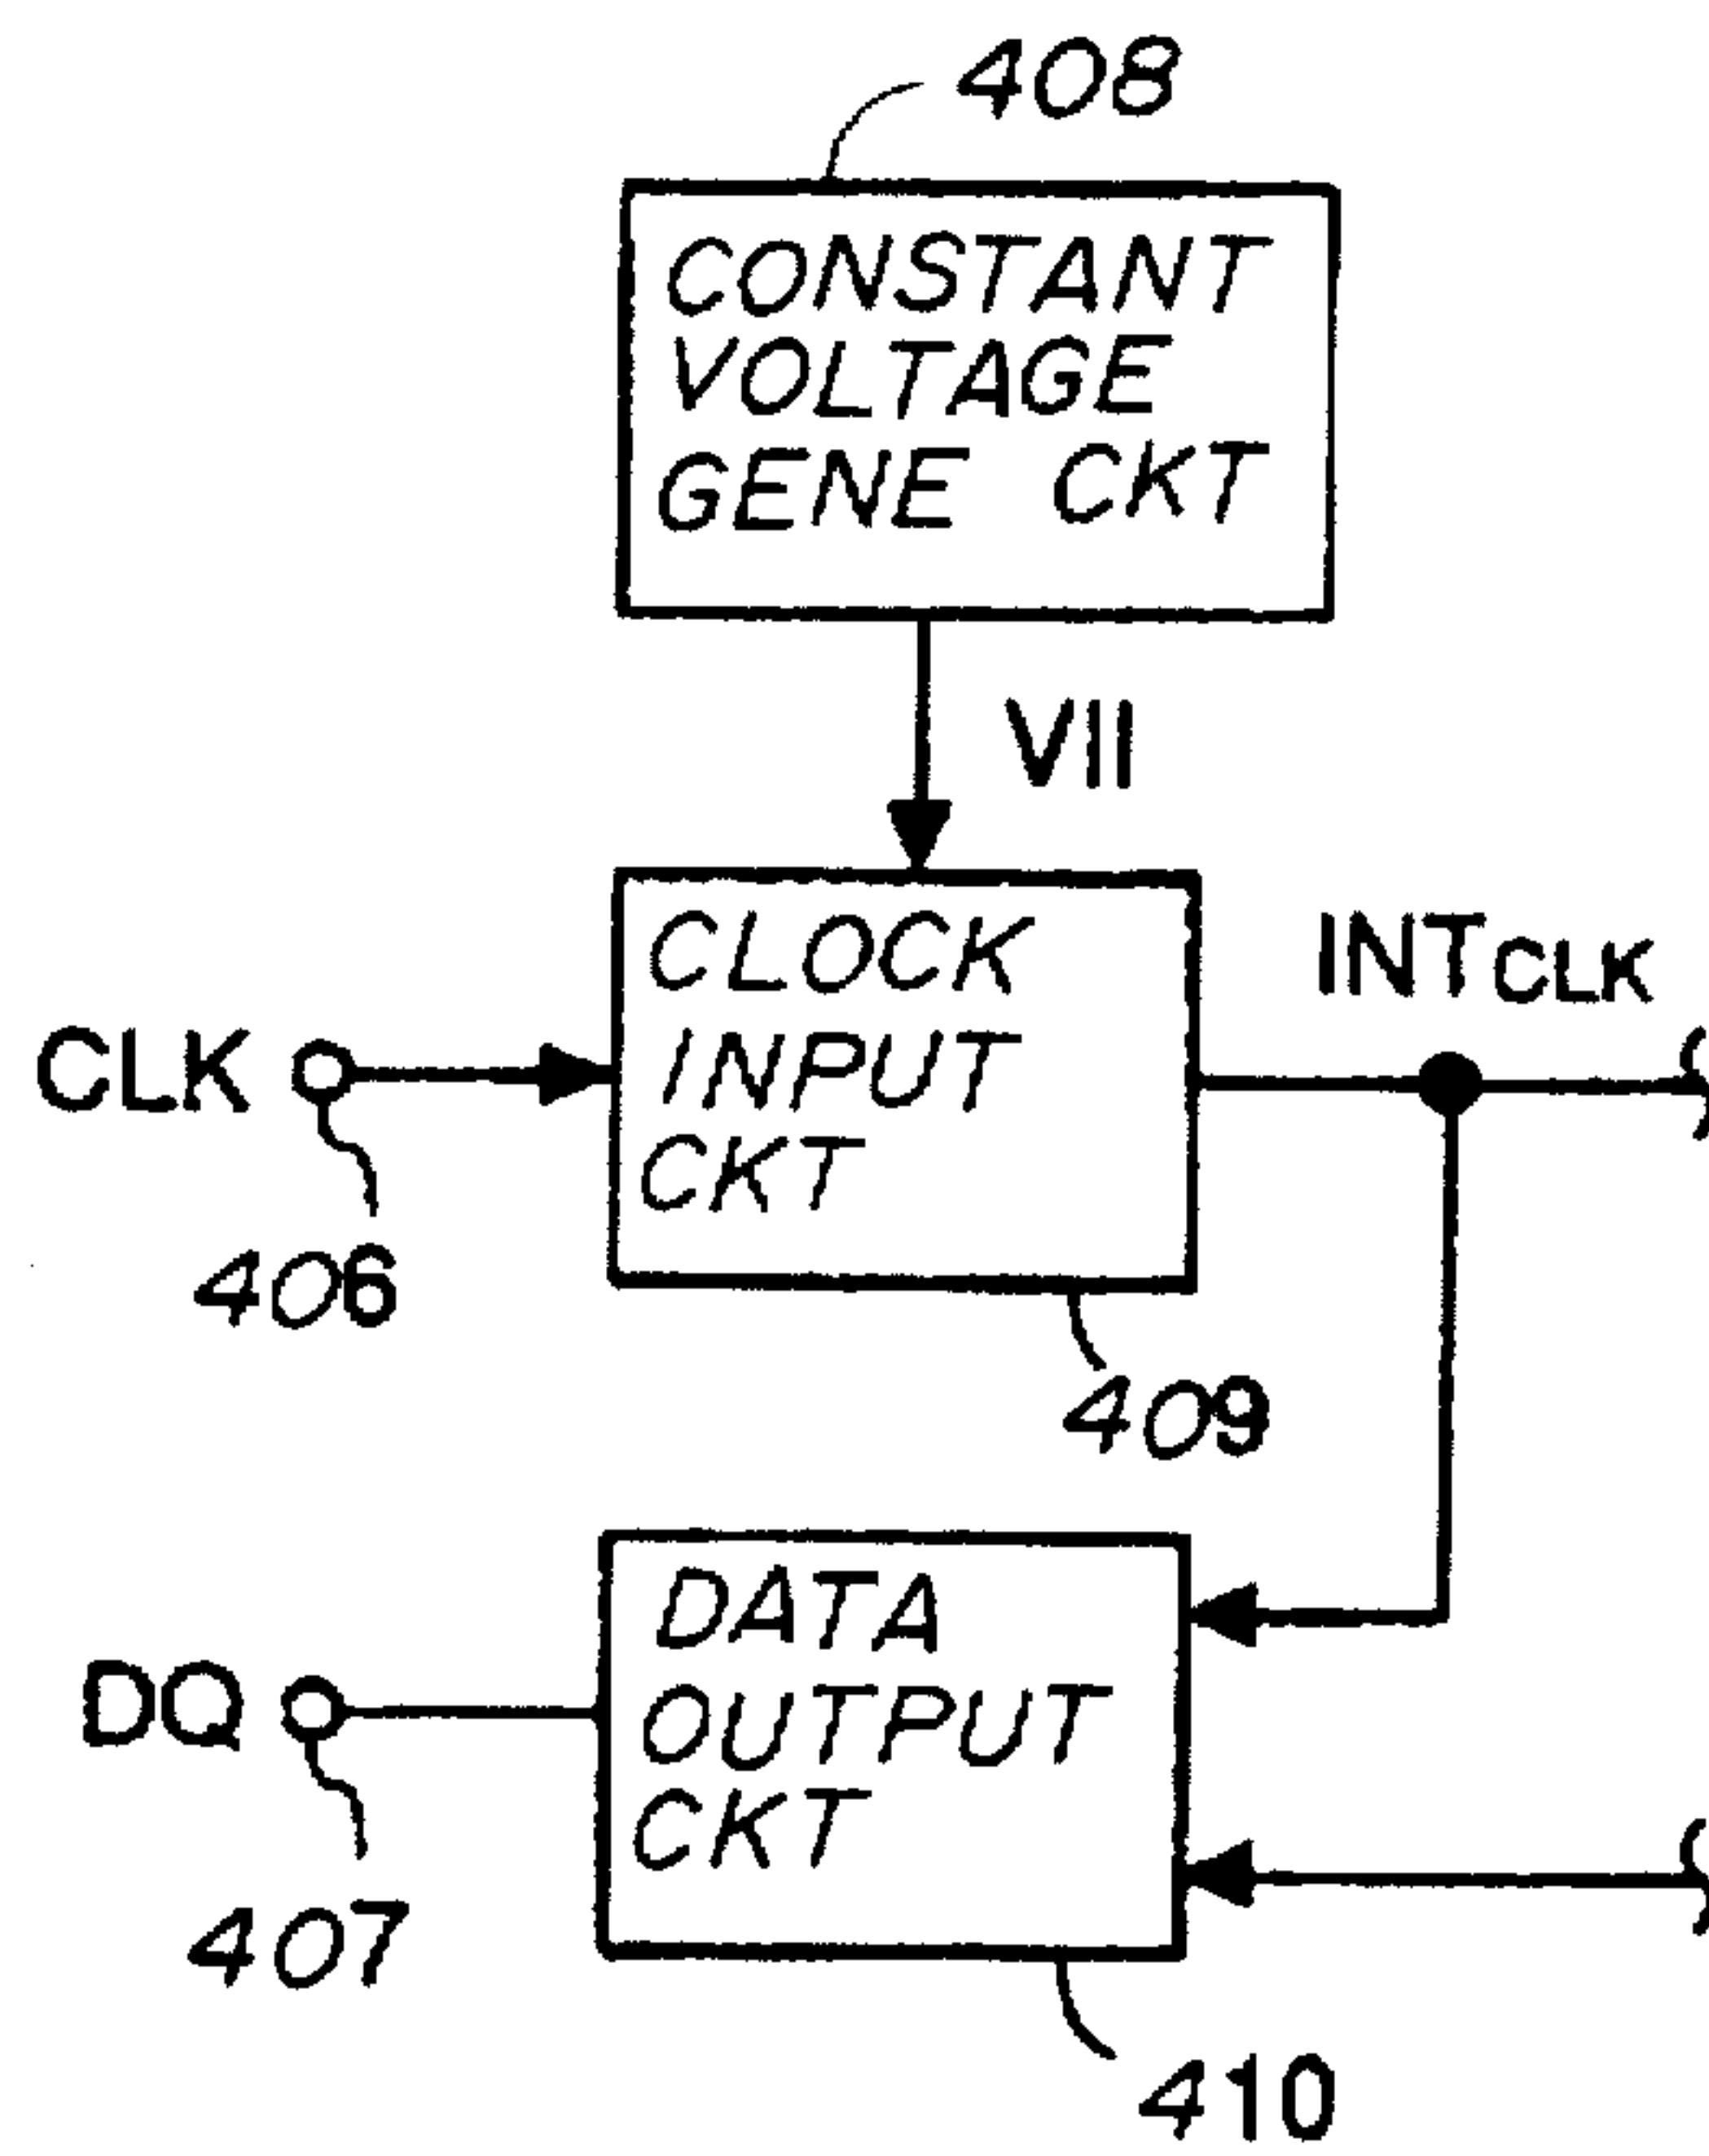 408
CONSTANT
VOLTAGE
GENE CKT
VII
CLOCK
INPUT
CKT
INTCLK
CLK
406
409
DATA
OUTPUT
CKT
DQ
407
410